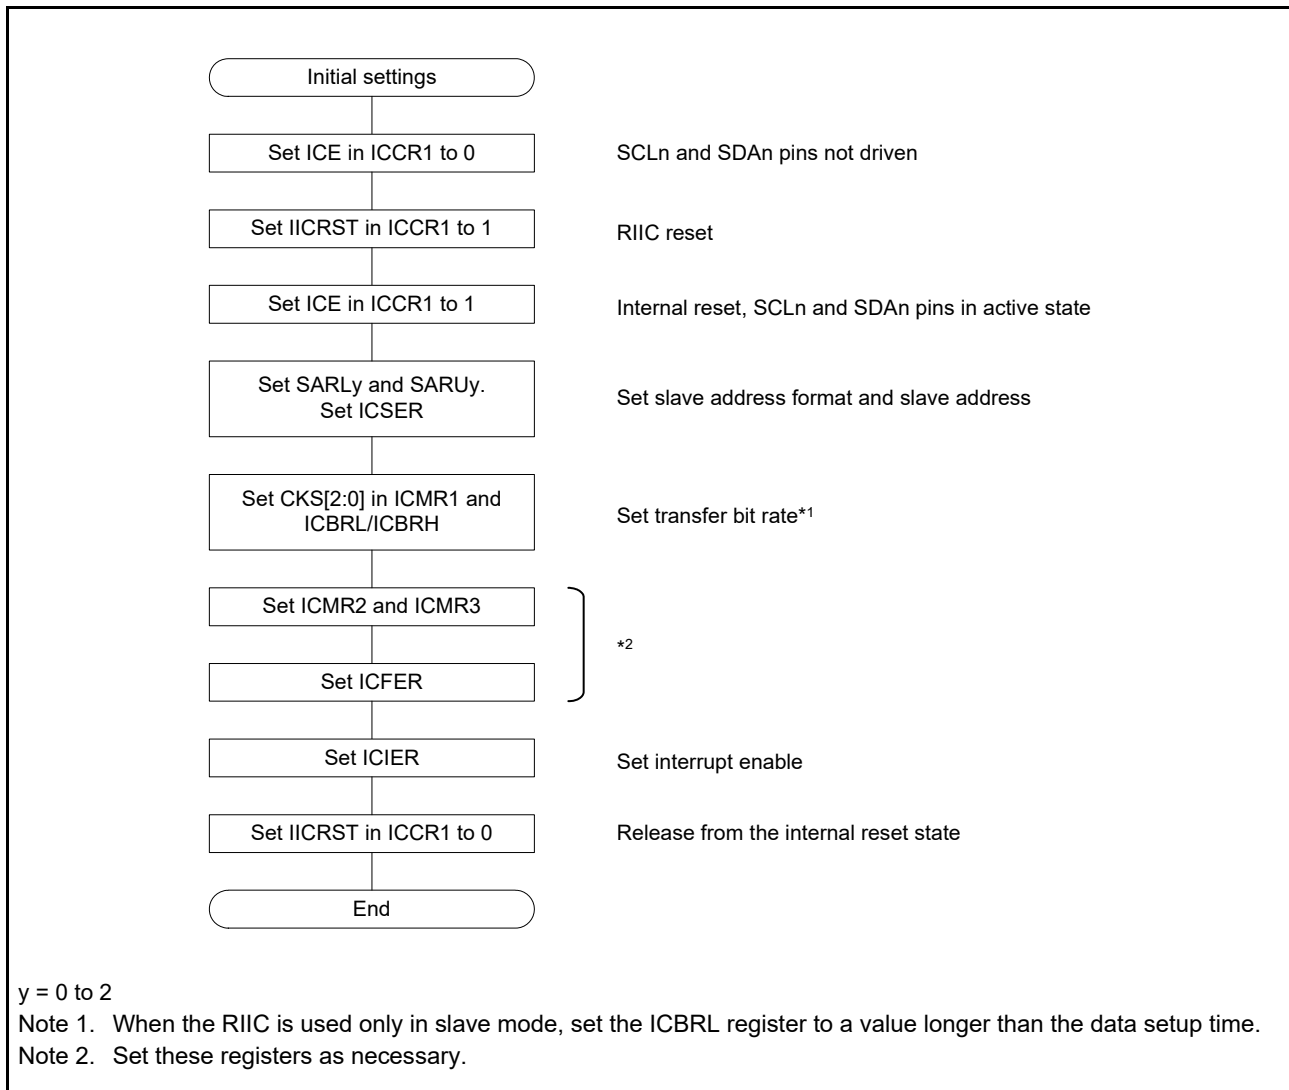 Initial settings
Set ICE in ICCR1 to 0
SCLn and SDAn pins not driven
Set IICRST in ICCR1 to 1
RIIC reset
Set ICE in ICCR1 to 1
Internal reset, SCLn and SDAn pins in active state
Set SARLy and SARUy.
Set ICSER
Set slave address format and slave address
Set CKS[2:0] in ICMR1 and
ICBRL/ICBRH
Set transfer bit rate*1
Set ICMR2 and ICMR3
*2
Set ICFER
Set ICIER
Set interrupt enable
Set IICRST in ICCR1 to 0
Release from the internal reset state
End
y = 0 to 2
Note 1. When the RIIC is used only in slave mode, set the ICBRL register to a value longer than the data setup time.
Note 2. Set these registers as necessary.